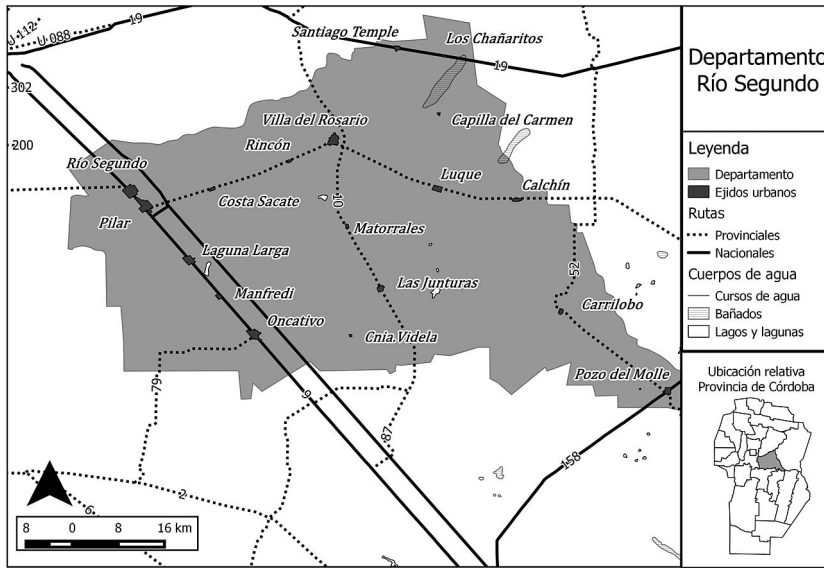 19
U 112
U 088
Santiago Temple
Los Chañaritos
19
302
Villa del Rosario
Capilla del Carmen
200
Rincón
Río Segundo
Luque
Calchín
Costa Sacate
10
Pilar
Matorrales
Laguna Larga
52
Las Junturas
Manfredi
Carrilobo
Oncativo
Cnia.Videla
Pozo del Molle
79
9
87
158
2
6
8 0 8 16 km
Departamento
Río Segundo
Leyenda
Departamento
Ejidos urbanos
Rutas
Provinciales
Nacionales
Cuerpos de agua
Cursos de agua
Bañados
Lagos y lagunas
Ubicación relativa
Provincia de Córdoba